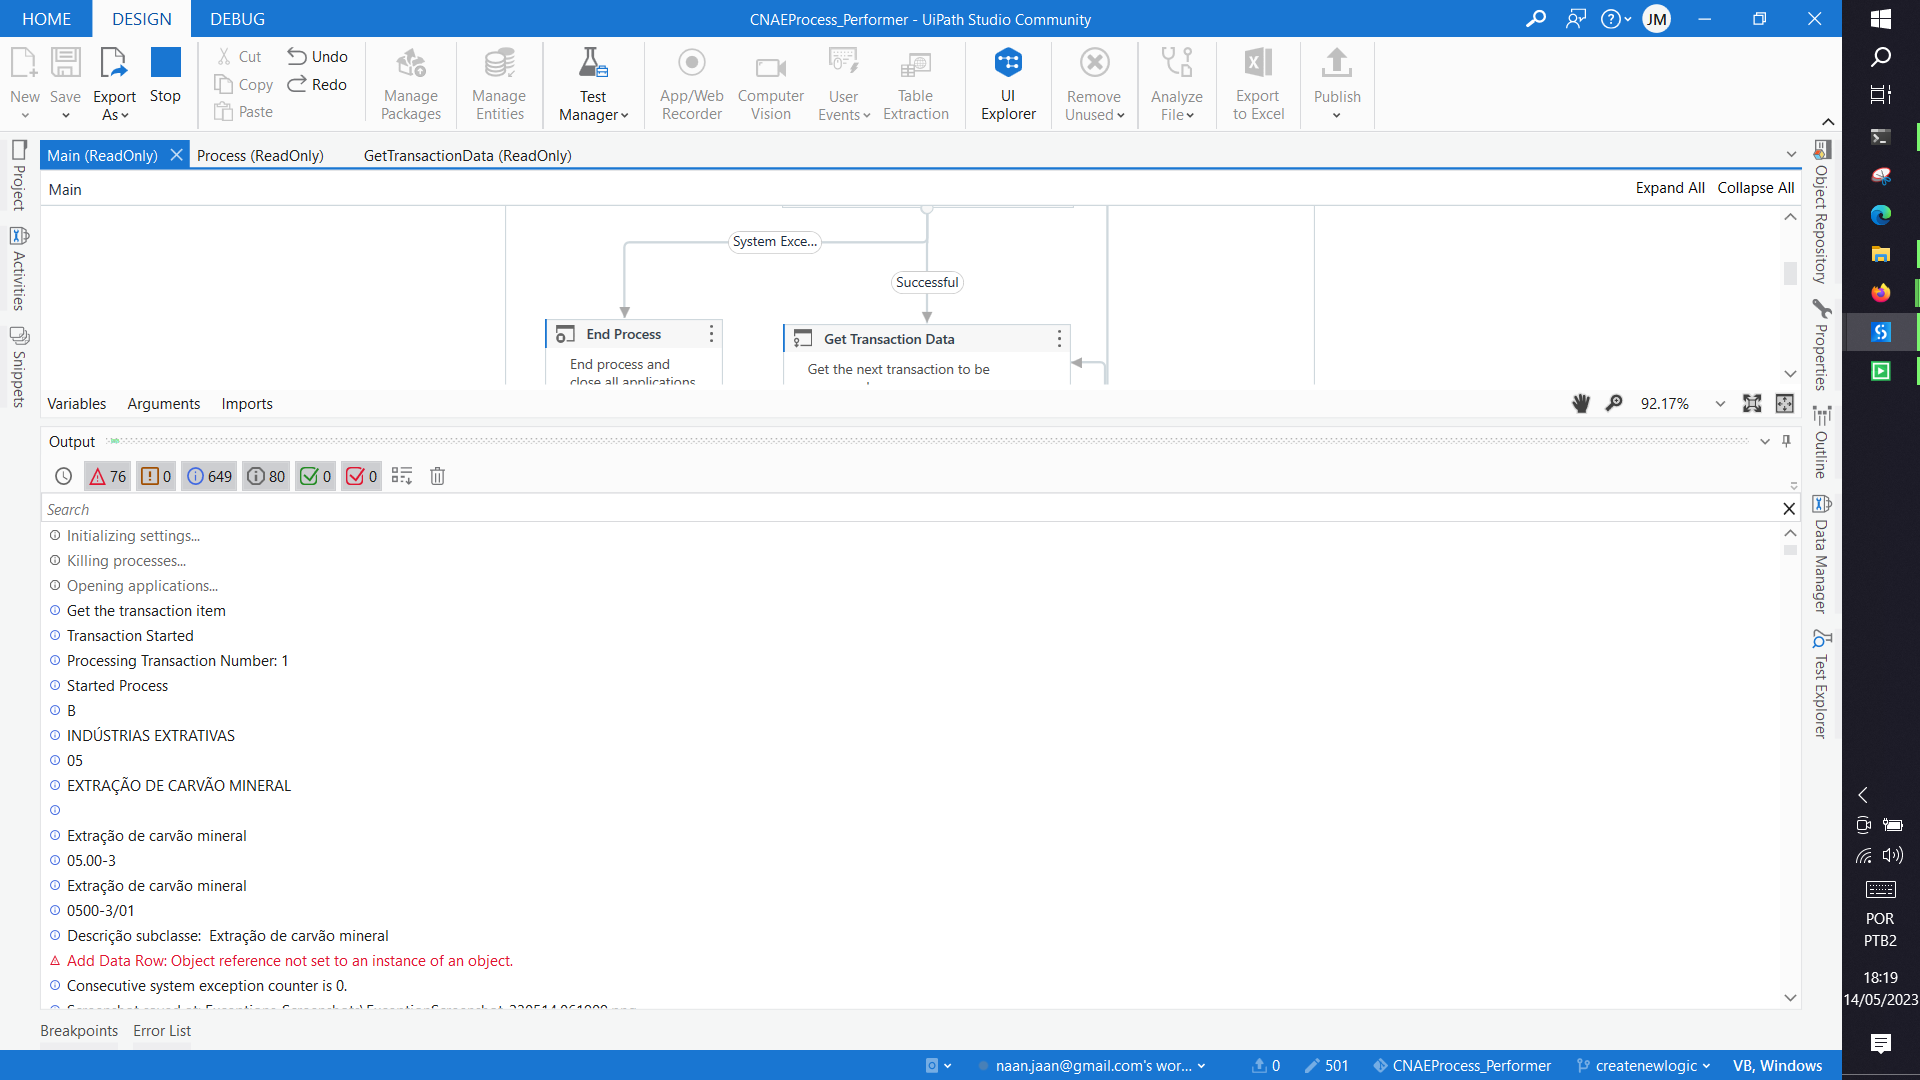 HOME DESIGN DEBUG
CNAEProcess_Performer - UiPath Studio Community
JM
New
Save
Export As
Stop
Cut
Copy
Paste
Undo
Redo
Manage Packages
Manage Entities
Test Manager
App/Web Recorder
Computer Vision
User Events
Table Extraction
UI Explorer
Remove Unused
Analyze File
Export to Excel
Publish
Main (ReadOnly) Process (ReadOnly) GetTransactionData (ReadOnly)
Main
Expand All Collapse All
Project
Activities
Snippets
System Exce...
Successful
End Process
End process and
close all applications
Get Transaction Data
Get the next transaction to be
Variables Arguments Imports
92.17%
Output
76 0 649 80 0 0
Search
Initializing settings...
Killing processes...
Opening applications...
Get the transaction item
Transaction Started
Processing Transaction Number: 1
Started Process
B
INDÚSTRIAS EXTRATIVAS
05
EXTRAÇÃO DE CARVÃO MINERAL
Extração de carvão mineral
05.00-3
Extração de carvão mineral
0500-3/01
Descrição subclasse:  Extração de carvão mineral
Add Data Row: Object reference not set to an instance of an object.
Consecutive system exception counter is 0.
Breakpoints Error List
Object Repository
Properties
Outline
Data Manager
Test Explorer
naan.jaan@gmail.com's wor...
0
501
CNAEProcess_Performer
createnewlogic
VB, Windows
POR
PTB2
18:19
14/05/2023